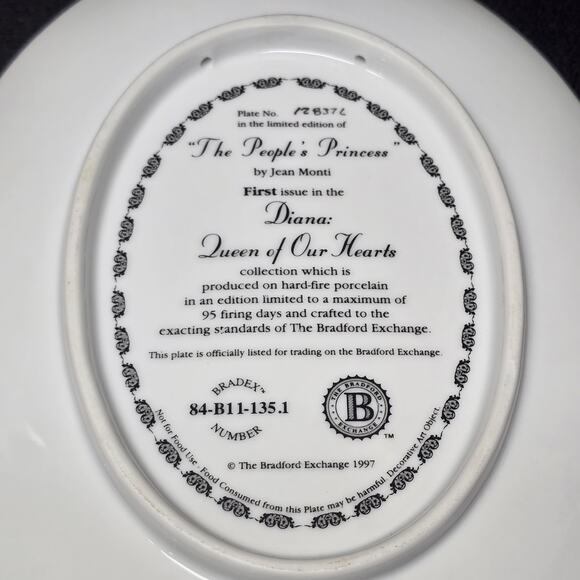 Plate No. 12837L
in the limited edition of
"The People's Princess"
by Jean Monti
First issue in the
Diana:
Queen of Our Hearts
collection which is
produced on hard-fire porcelain
in an edition limited to a maximum of
95 firing days and crafted to the
exacting standards of The Bradford Exchange.
This plate is officially listed for trading on the Bradford Exchange.
BRADEX™
84-B11-135.1
NUMBER
THE BRADFORD
B
EXCHANGE
™
© The Bradford Exchange 1997
Not for Food Use - Food Consumed from this Plate may be harmful. Decorative Art Object.